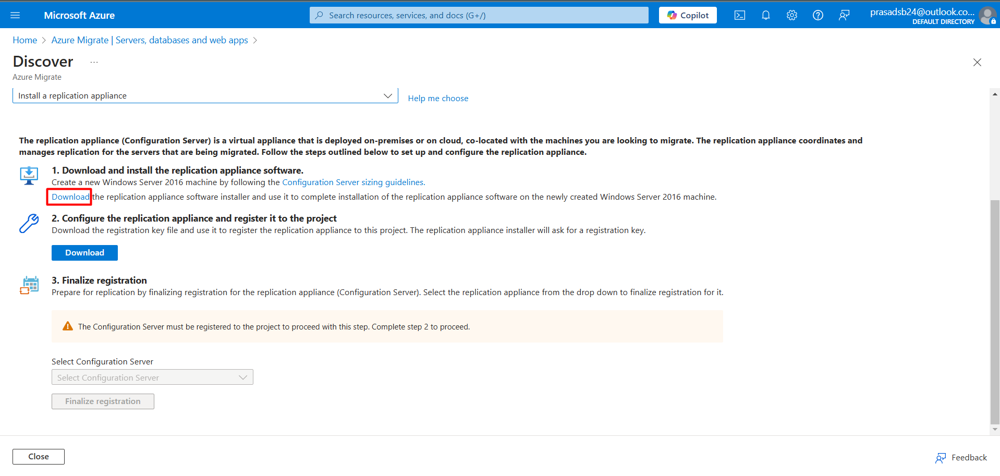 Microsoft Azure
Search resources, services, and docs (G+/)
Copilot
prasadsb24@outlook.co...
DEFAULT DIRECTORY
Home > Azure Migrate | Servers, databases and web apps >
Discover ...
Azure Migrate
Install a replication appliance
Help me choose
The replication appliance (Configuration Server) is a virtual appliance that is deployed on-premises or on cloud, co-located with the machines you are looking to migrate. The replication appliance coordinates and
manages replication for the servers that are being migrated. Follow the steps outlined below to set up and configure the replication appliance.
1. Download and install the replication appliance software.
Create a new Windows Server 2016 machine by following the Configuration Server sizing guidelines.
Download the replication appliance software installer and use it to complete installation of the replication appliance software on the newly created Windows Server 2016 machine.
2. Configure the replication appliance and register it to the project
Download the registration key file and use it to register the replication appliance to this project. The replication appliance installer will ask for a registration key.
Download
3. Finalize registration
Prepare for replication by finalizing registration for the replication appliance (Configuration Server). Select the replication appliance from the drop down to finalize registration for it.
The Configuration Server must be registered to the project to proceed with this step. Complete step 2 to proceed.
Select Configuration Server
Select Configuration Server
Finalize registration
Close
Feedback